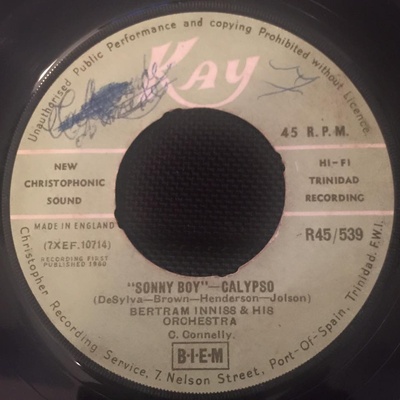 Unauthorised Public Performance and copying Prohibited without Licence.
Kay
45 R.P.M.
NEW
CHRISTOPHONIC
SOUND
HI-FI
TRINIDAD
RECORDING
MADE IN ENGLAND
(7XEF.10214)
RECORDING FIRST
PUBLISHED 1960
R45/539
"SONNY BOY"—CALYPSO
(DeSylva—Brown—Henderson—Jolson)
BERTRAM INNISS & HIS
ORCHESTRA
C. Connelly.
B·I·E·M
Christopher Recording Service, 7, Nelson Street, Port-Of-Spain, Trinidad, F.W.I.